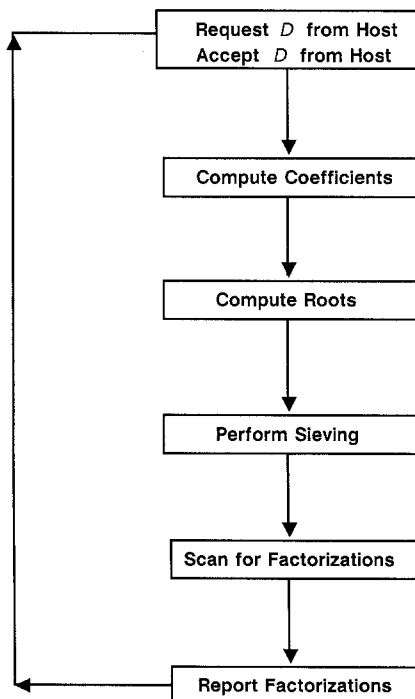 Request D from Host
Accept D from Host
Compute Coefficients
Compute Roots
Perform Sieving
Scan for Factorizations
Report Factorizations